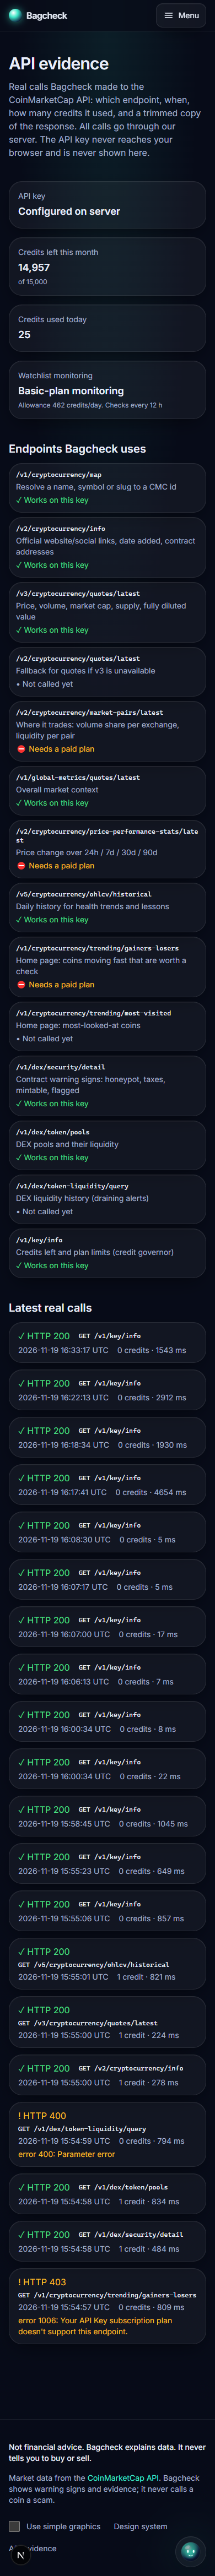 Bagcheck
Menu
API evidence
Real calls Bagcheck made to the
CoinMarketCap API: which endpoint, when,
how many credits it used, and a trimmed copy
of the response. All calls go through our
server. The API key never reaches your
browser and is never shown here.
API key
Configured on server
Credits left this month
14,957
of 15,000
Credits used today
25
Watchlist monitoring
Basic-plan monitoring
Allowance 462 credits/day. Checks every 12 h
Endpoints Bagcheck uses
/v1/cryptocurrency/map
Resolve a name, symbol or slug to a CMC id
✓ Works on this key
/v2/cryptocurrency/info
Official website/social links, date added, contract
addresses
✓ Works on this key
/v3/cryptocurrency/quotes/latest
Price, volume, market cap, supply, fully diluted
value
✓ Works on this key
/v2/cryptocurrency/quotes/latest
Fallback for quotes if v3 is unavailable
• Not called yet
/v2/cryptocurrency/market-pairs/latest
Where it trades: volume share per exchange,
liquidity per pair
⛔ Needs a paid plan
/v1/global-metrics/quotes/latest
Overall market context
✓ Works on this key
/v2/cryptocurrency/price-performance-stats/late
st
Price change over 24h / 7d / 30d / 90d
⛔ Needs a paid plan
/v5/cryptocurrency/ohlcv/historical
Daily history for health trends and lessons
✓ Works on this key
/v1/cryptocurrency/trending/gainers-losers
Home page: coins moving fast that are worth a
check
⛔ Needs a paid plan
/v1/cryptocurrency/trending/most-visited
Home page: most-looked-at coins
• Not called yet
/v1/dex/security/detail
Contract warning signs: honeypot, taxes,
mintable, flagged
✓ Works on this key
/v1/dex/token/pools
DEX pools and their liquidity
✓ Works on this key
/v1/dex/token-liquidity/query
DEX liquidity history (draining alerts)
• Not called yet
/v1/key/info
Credits left and plan limits (credit governor)
✓ Works on this key
Latest real calls
✓ HTTP 200 GET /v1/key/info
2026-11-19 16:33:17 UTC 0 credits · 1543 ms
✓ HTTP 200 GET /v1/key/info
2026-11-19 16:22:13 UTC 0 credits · 2912 ms
✓ HTTP 200 GET /v1/key/info
2026-11-19 16:18:34 UTC 0 credits · 1930 ms
✓ HTTP 200 GET /v1/key/info
2026-11-19 16:17:41 UTC 0 credits · 4654 ms
✓ HTTP 200 GET /v1/key/info
2026-11-19 16:08:30 UTC 0 credits · 5 ms
✓ HTTP 200 GET /v1/key/info
2026-11-19 16:07:17 UTC 0 credits · 5 ms
✓ HTTP 200 GET /v1/key/info
2026-11-19 16:07:00 UTC 0 credits · 17 ms
✓ HTTP 200 GET /v1/key/info
2026-11-19 16:06:13 UTC 0 credits · 7 ms
✓ HTTP 200 GET /v1/key/info
2026-11-19 16:00:34 UTC 0 credits · 8 ms
✓ HTTP 200 GET /v1/key/info
2026-11-19 16:00:34 UTC 0 credits · 22 ms
✓ HTTP 200 GET /v1/key/info
2026-11-19 15:58:45 UTC 0 credits · 1045 ms
✓ HTTP 200 GET /v1/key/info
2026-11-19 15:55:23 UTC 0 credits · 649 ms
✓ HTTP 200 GET /v1/key/info
2026-11-19 15:55:06 UTC 0 credits · 857 ms
✓ HTTP 200
GET /v5/cryptocurrency/ohlcv/historical
2026-11-19 15:55:01 UTC 1 credit · 821 ms
✓ HTTP 200
GET /v3/cryptocurrency/quotes/latest
2026-11-19 15:55:00 UTC 1 credit · 224 ms
✓ HTTP 200 GET /v2/cryptocurrency/info
2026-11-19 15:55:00 UTC 1 credit · 278 ms
! HTTP 400
GET /v1/dex/token-liquidity/query
2026-11-19 15:54:59 UTC 0 credits · 794 ms
error 400: Parameter error
✓ HTTP 200 GET /v1/dex/token/pools
2026-11-19 15:54:58 UTC 1 credit · 834 ms
✓ HTTP 200 GET /v1/dex/security/detail
2026-11-19 15:54:58 UTC 1 credit · 484 ms
! HTTP 403
GET /v1/cryptocurrency/trending/gainers-losers
2026-11-19 15:54:57 UTC 0 credits · 809 ms
error 1006: Your API Key subscription plan
doesn't support this endpoint.
Not financial advice. Bagcheck explains data. It never
tells you to buy or sell.
Market data from the CoinMarketCap API. Bagcheck
shows warning signs and evidence; it never calls a
coin a scam.
Use simple graphics Design system
N
evidence